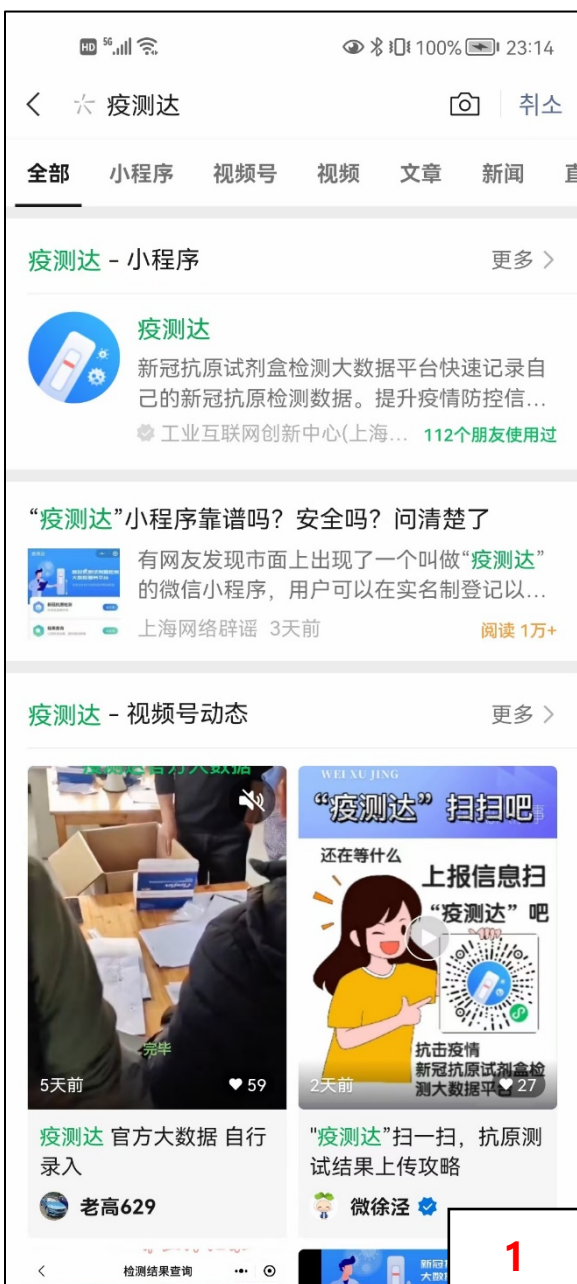 HD 5G 100% 23:14
疫测达 취소
全部 小程序 视频号 视频 文章 新闻
疫测达 - 小程序 更多
疫测达
新冠抗原试剂盒检测大数据平台快速记录自
己的新冠抗原检测数据。提升疫情防控信...
工业互联网创新中心(上海... 112个朋友使用过
“疫测达”小程序靠谱吗？安全吗？问清楚了
有网友发现市面上出现了一个叫做“疫测达”
的微信小程序，用户可以在实名制登记以...
上海网络辟谣 3天前 阅读 1万+
疫测达 - 视频号动态 更多
疫测达官方大数据
完毕
5天前 59
疫测达 官方大数据 自行
录入
老高629
WEI XU JING
“疫测达”扫扫吧
还在等什么
上报信息扫
“疫测达”吧
抗击疫情
新冠抗原试剂盒检
测大数据平台
2天前 27
"疫测达"扫一扫，抗原测
试结果上传攻略
微徐泾
检测结果查询
1